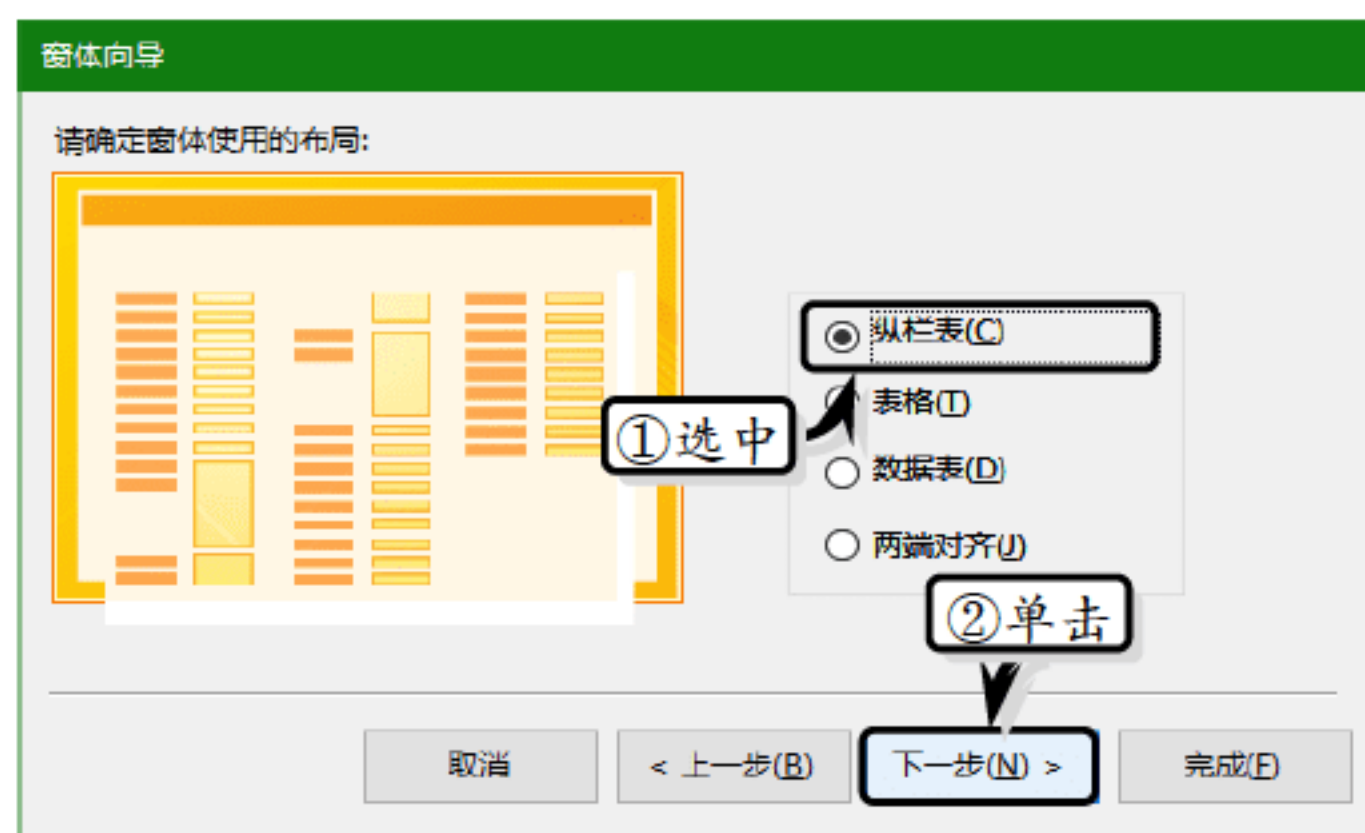 窗体向导
请确定窗体使用的布局:
纵栏表(C)
表格(T)
①选中
数据表(D)
两端对齐(J)
②单击
取消
< 上一步(B)
下一步(N) >
完成(F)